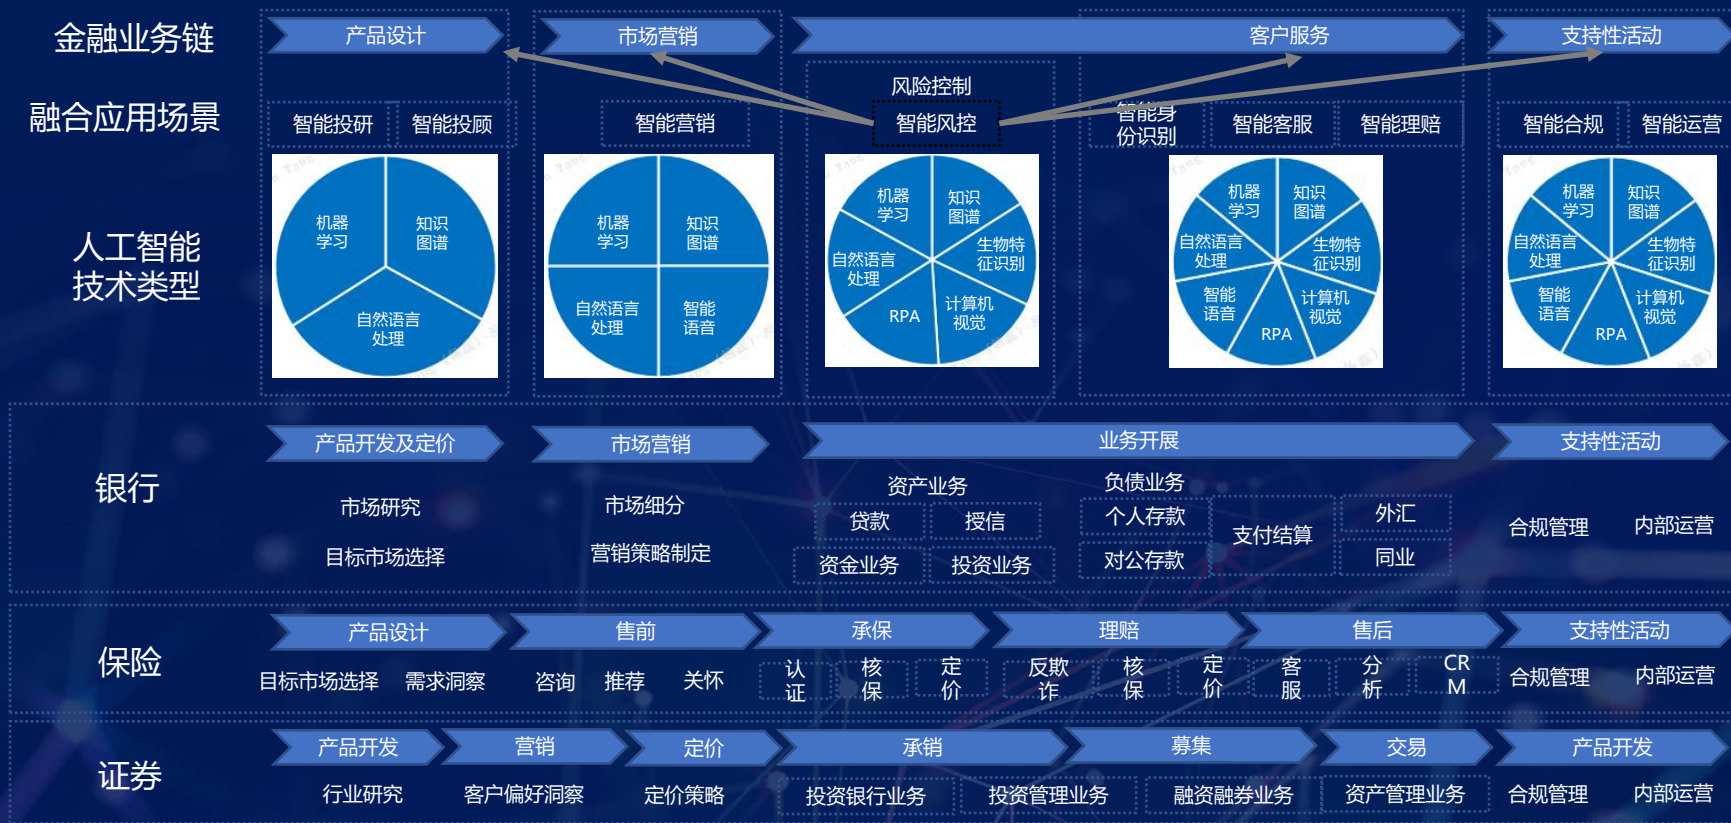 金融业务链
产品设计
市场营销
客户服务
支持性活动
风险控制
融合应用场景
智能投研
智能投顾
智能营销
智能风控
智能身
份识别
智能客服
智能理赔
智能合规
智能运营
人工智能
技术类型
机器
学习
知识
图谱
自然语言
处理
机器
学习
知识
图谱
自然语言
处理
智能
语音
机器
学习
知识
图谱
自然语言
处理
生物特
征识别
RPA
计算机
视觉
机器
学习
知识
图谱
自然语言
处理
生物特
征识别
智能
语音
RPA
计算机
视觉
机器
学习
知识
图谱
自然语言
处理
生物特
征识别
智能
语音
RPA
计算机
视觉
银行
产品开发及定价
市场营销
业务开展
支持性活动
市场研究
目标市场选择
市场细分
营销策略制定
资产业务
贷款
授信
资金业务
投资业务
负债业务
个人存款
对公存款
支付结算
外汇
同业
合规管理
内部运营
保险
产品设计
售前
承保
理赔
售后
支持性活动
目标市场选择
需求洞察
咨询
推荐
关怀
认
证
核
保
定
价
反欺
诈
核
保
定
价
客
服
分
析
CR
M
合规管理
内部运营
证券
产品开发
营销
定价
承销
募集
交易
产品开发
行业研究
客户偏好洞察
定价策略
投资银行业务
投资管理业务
融资融券业务
资产管理业务
合规管理
内部运营